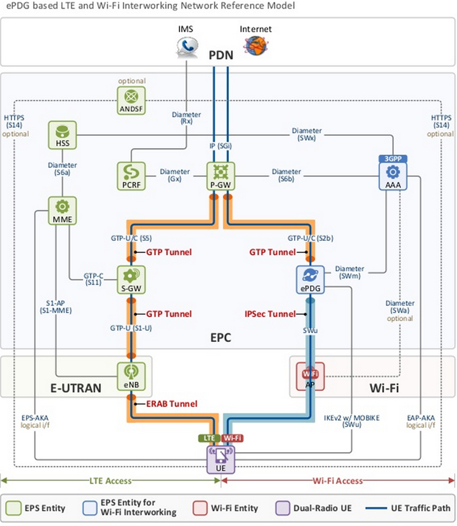 ePDG based LTE and Wi-Fi Interworking Network Reference Model
IMS
Internet
PDN
optional
ANDSF
HTTPS
(S14)
optional
HTTPS
(S14)
optional
Diameter
(Rx)
HSS
Diameter
(SWx)
IP (SGi)
3GPP
AAA
Diameter
(S6a)
PCRF
Diameter
(Gx)
P-GW
Diameter
(S6b)
MME
GTP-U/C (S5)
GTP-U/C (S2b)
GTP Tunnel
GTP Tunnel
GTP-C
(S11)
S-GW
ePDG
Diameter
(SWm)
S1-AP
(S1-MME)
GTP Tunnel
IPSec Tunnel
Diameter
(SWa)
optional
GTP-U (S1-U)
SWu
EPC
E-UTRAN
eNB
WiFi
AP
Wi-Fi
ERAB Tunnel
EPS-AKA
logical i/f
IKEv2 w/ MOBIKE
(SWu)
EAP-AKA
logical i/f
LTE
Wi-Fi
UE
LTE Access
Wi-Fi Access
EPS Entity
EPS Entity for
Wi-Fi Interworking
Wi-Fi Entity
Dual-Radio UE
UE Traffic Path